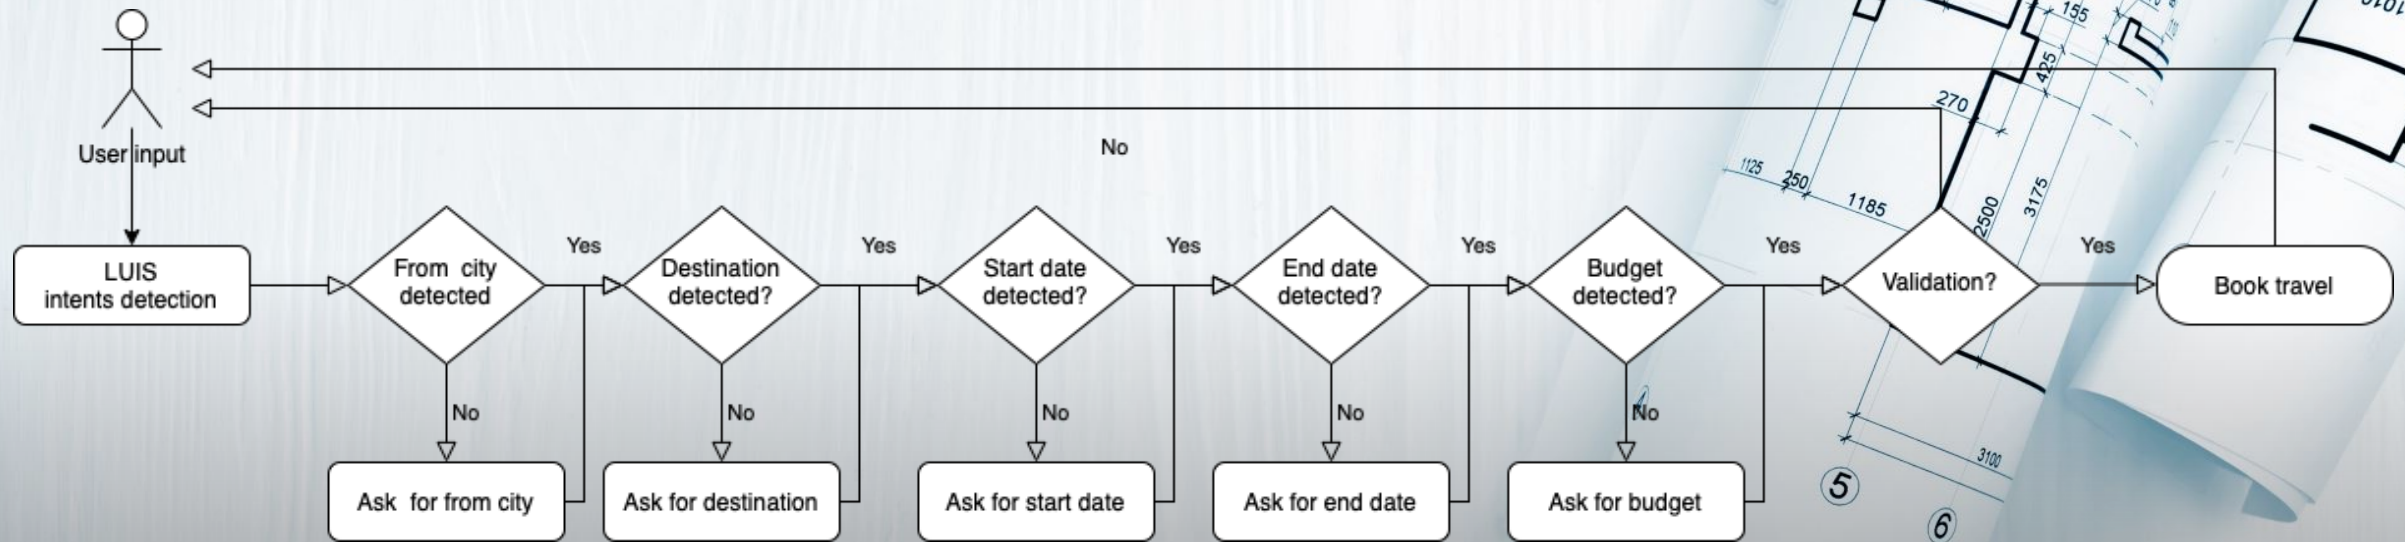 User input
No
LUIS
intents detection
From city
detected
Yes
Destination
detected?
Yes
Start date
detected?
Yes
End date
detected?
Yes
Budget
detected?
Yes
Validation?
Yes
Book travel
No
No
No
No
No
Ask for from city
Ask for destination
Ask for start date
Ask for end date
Ask for budget
155
425
270
1125
250
1185
2500
3175
3100
5
6